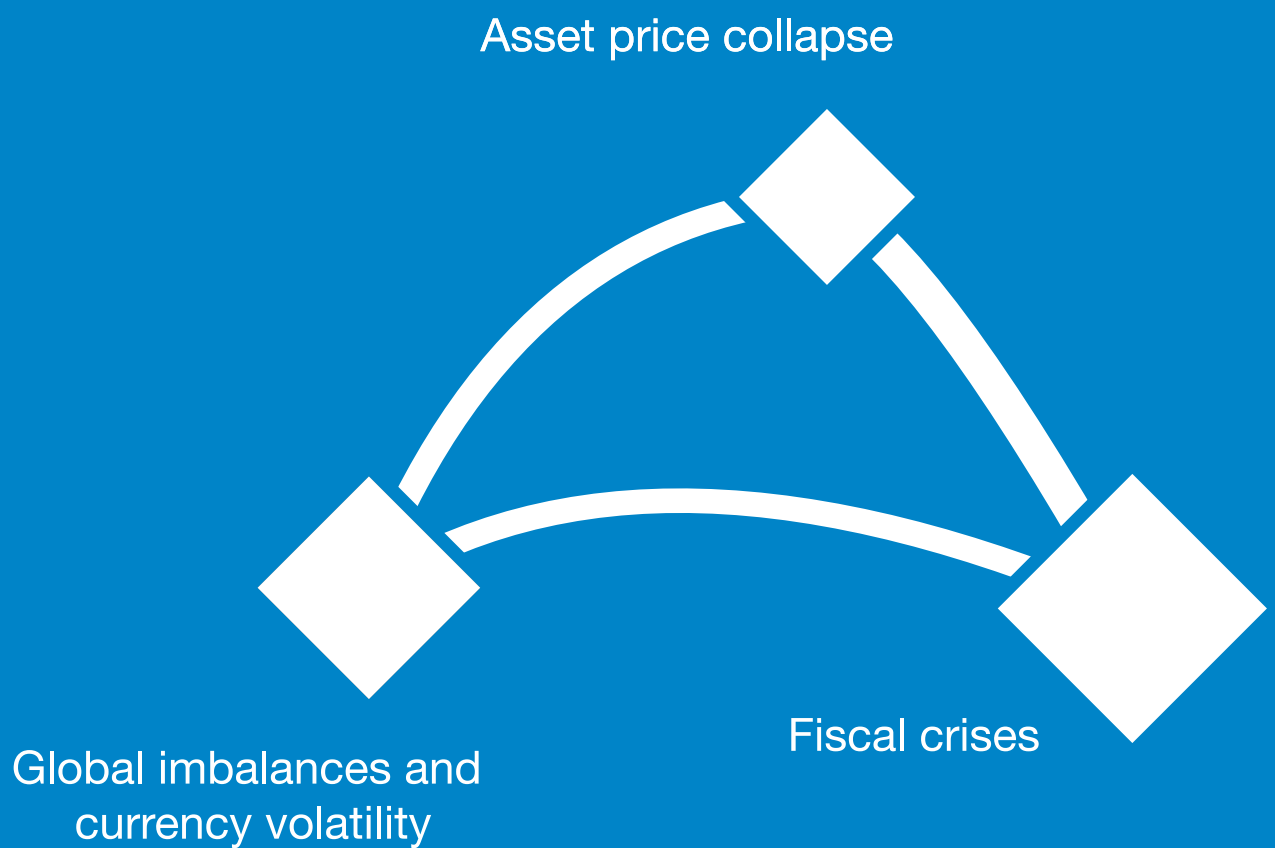 Asset price collapse
Fiscal crises
Global imbalances and
currency volatility